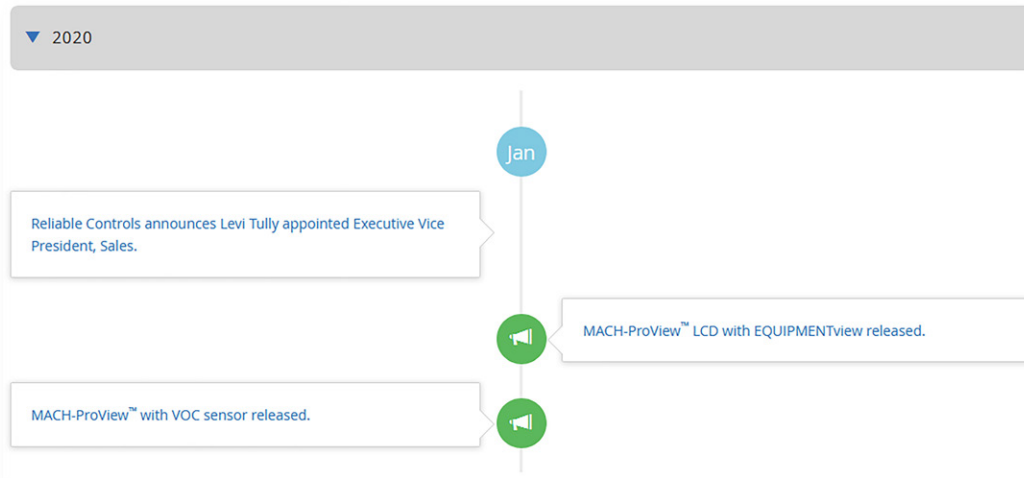 2020
Jan
Reliable Controls announces Levi Tully appointed Executive Vice
President, Sales.
MACH-ProView™ LCD with EQUIPMENTview released.
MACH-ProView™ with VOC sensor released.